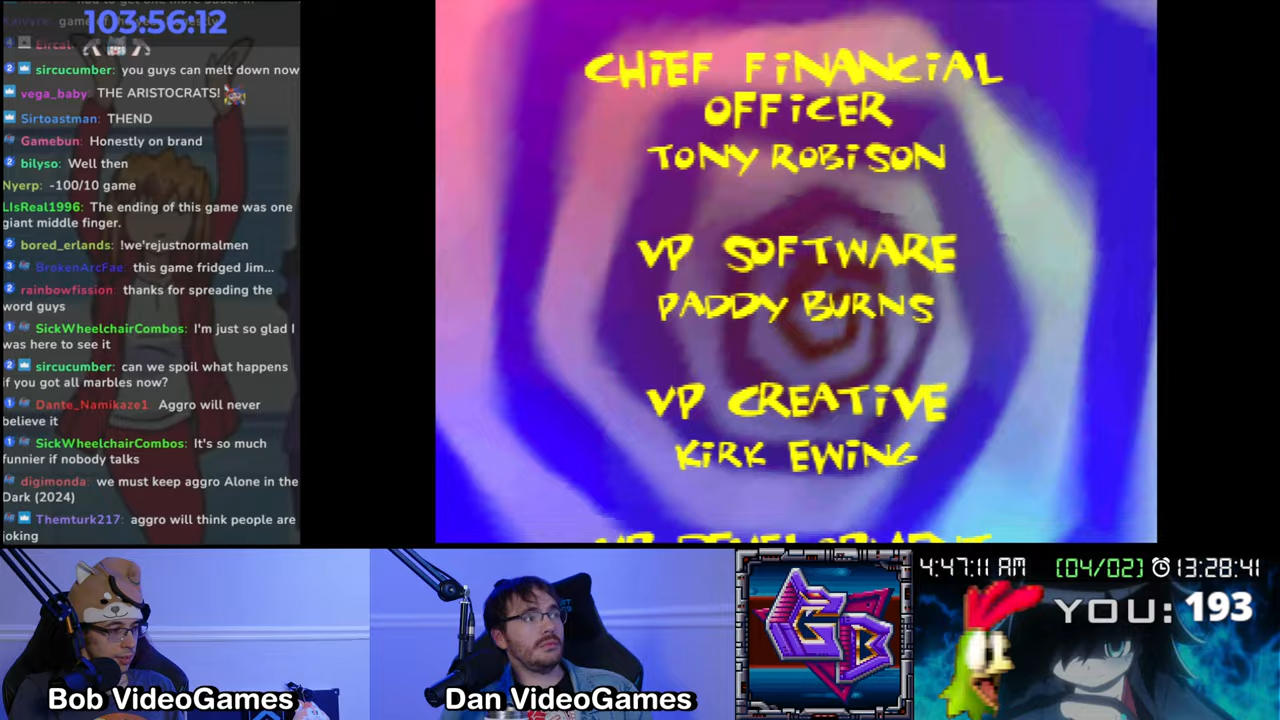 103:56:12
Eircal:
sircucumber: you guys can melt down now
vega_baby: THE ARISTOCRATS!
Sirtoastman: THEND
Gamebun: Honestly on brand
bilyso: Well then
Nyerp: -100/10 game
LIsReal1996: The ending of this game was one
giant middle finger.
bored_erlands: !we'rejustnormalmen
BrokenArcFae: this game fridged Jim...
rainbowfission: thanks for spreading the
word guys
SickWheelchairCombos: I'm just so glad I
was here to see it
sircucumber: can we spoil what happens
if you got all marbles now?
Dante_Namikaze1: Aggro will never
believe it
SickWheelchairCombos: It's so much
funnier if nobody talks
digimonda: we must keep aggro Alone in the
Dark (2024)
Themturk217: aggro will think people are
joking
CHiEF FiNANCiAL
OFFiCER
TONY ROBiSON
VP SOFTWARE
PADDY BURNS
VP CREATiVE
KiRK EWiNG
VP DEVELOPMENT
Bob VideoGames
Dan VideoGames
GB
4:47:11 AM [04/02] 13:28:41
YOU: 193